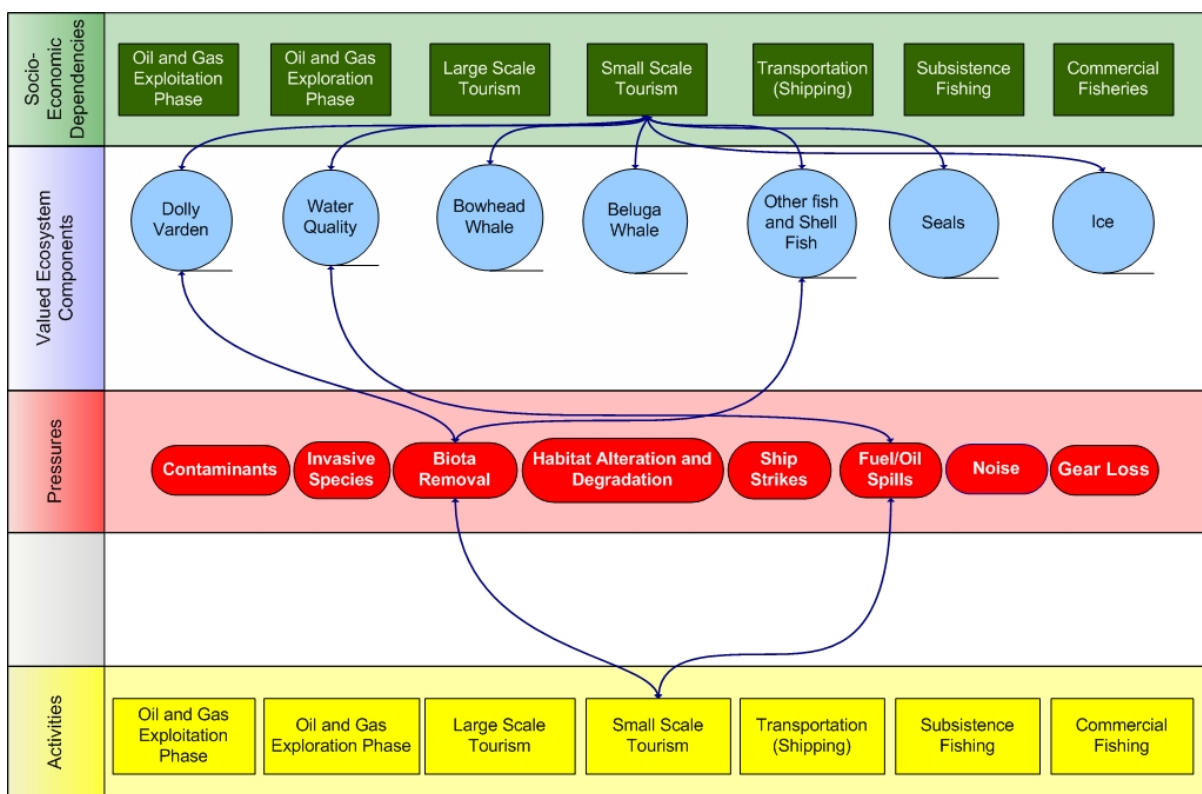 Socio-
Economic
Dependencies
Oil and Gas
Exploitation
Phase
Oil and Gas
Exploration
Phase
Large Scale
Tourism
Small Scale
Tourism
Transportation
(Shipping)
Subsistence
Fishing
Commercial
Fisheries
Valued Ecosystem
Components
Dolly
Varden
Water
Quality
Bowhead
Whale
Beluga
Whale
Other fish
and Shell
Fish
Seals
Ice
Pressures
Contaminants
Invasive
Species
Biota
Removal
Habitat Alteration and
Degradation
Ship
Strikes
Fuel/Oil
Spills
Noise
Gear Loss
Activities
Oil and Gas
Exploitation
Phase
Oil and Gas
Exploration Phase
Large Scale
Tourism
Small Scale
Tourism
Transportation
(Shipping)
Subsistence
Fishing
Commercial
Fishing